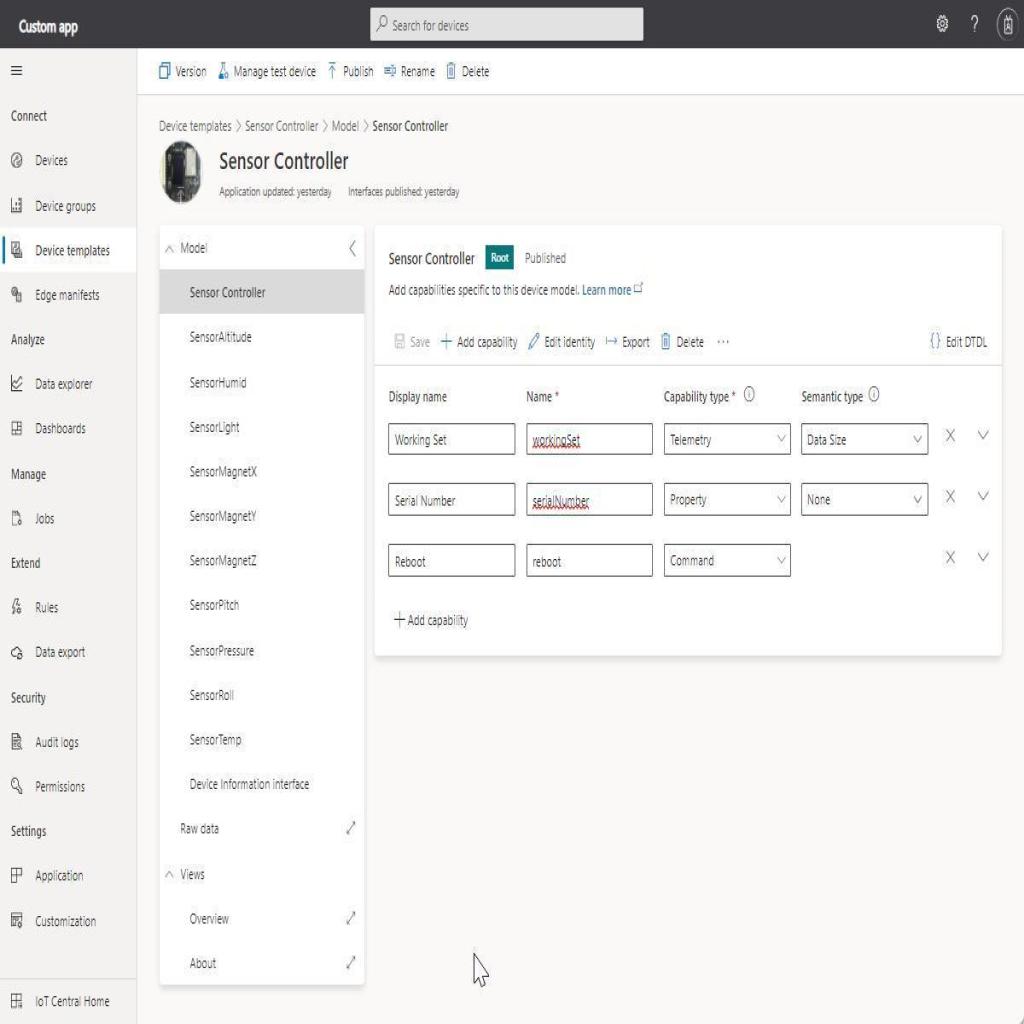 Custom app
Search for devices
?
Version Manage test device Publish Rename Delete
Connect
Devices
Device groups
Device templates
Edge manifests
Analyze
Data explorer
Dashboards
Manage
Jobs
Extend
Rules
Data export
Security
Audit logs
Permissions
Settings
Application
Customization
IoT Central Home
Device templates > Sensor Controller > Model > Sensor Controller
Sensor Controller
Application updated: yesterday Interfaces published: yesterday
Model
Sensor Controller
SensorAltitude
SensorHumid
SensorLight
SensorMagnetX
SensorMagnetY
SensorMagnetZ
SensorPitch
SensorPressure
SensorRoll
SensorTemp
Device Information interface
Raw data
Views
Overview
About
Sensor Controller Root Published
Add capabilities specific to this device model. Learn more
Save Add capability Edit identity Export Delete ... {} Edit DTDL
Display name Name * Capability type * Semantic type
Working Set workingSet Telemetry Data Size
Serial Number serialNumber Property None
Reboot reboot Command
Add capability